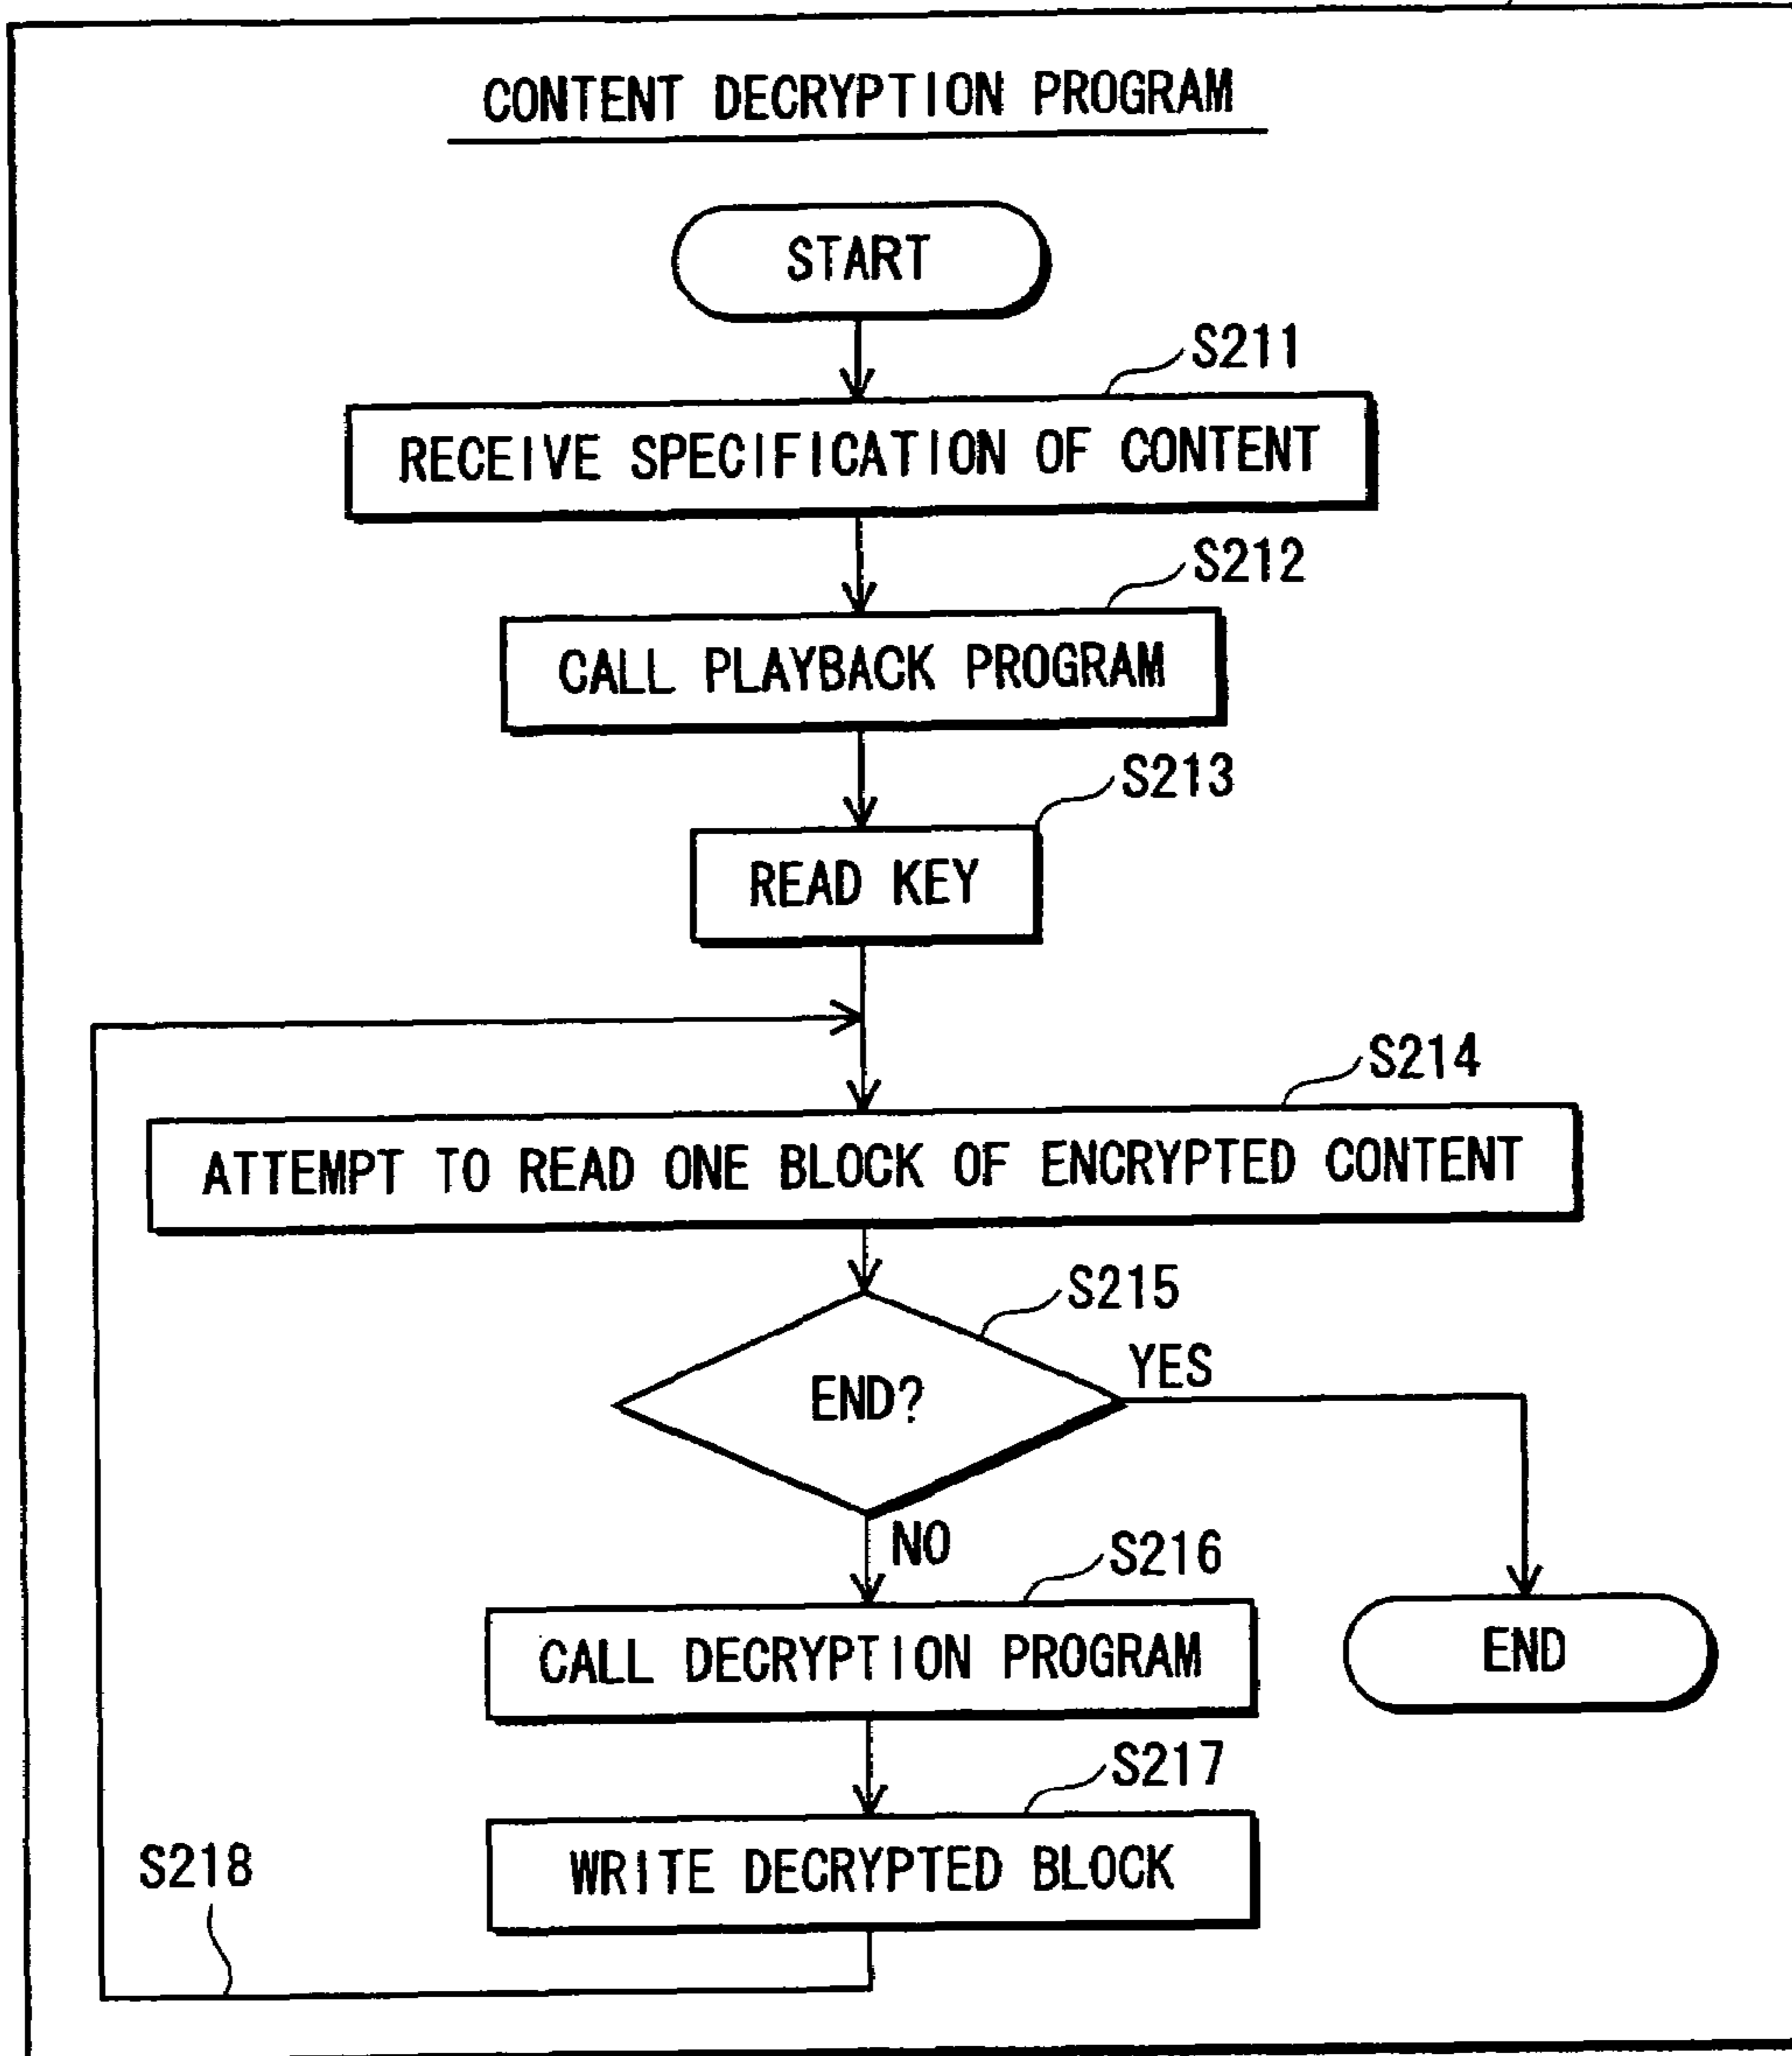 CONTENT DECRYPTION PROGRAM
START
S211
RECEIVE SPECIFICATION OF CONTENT
S212
CALL PLAYBACK PROGRAM
S213
READ KEY
S214
ATTEMPT TO READ ONE BLOCK OF ENCRYPTED CONTENT
S215
YES
END?
NO
S216
CALL DECRYPTION PROGRAM
END
S217
WRITE DECRYPTED BLOCK
S218